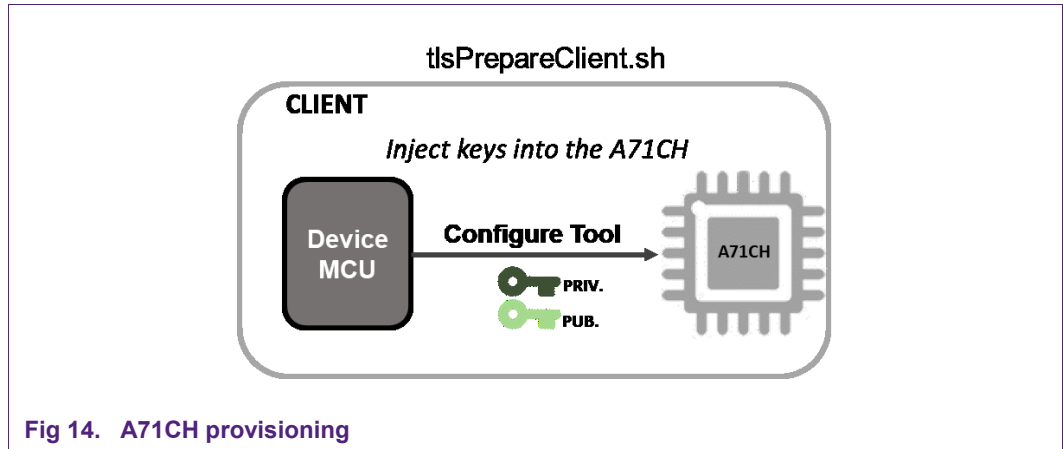 tlsPrepareClient.sh
CLIENT
Inject keys into the A71CH
Device
MCU
Configure Tool
PRIV.
PUB.
A71CH
Fig 14. A71CH provisioning